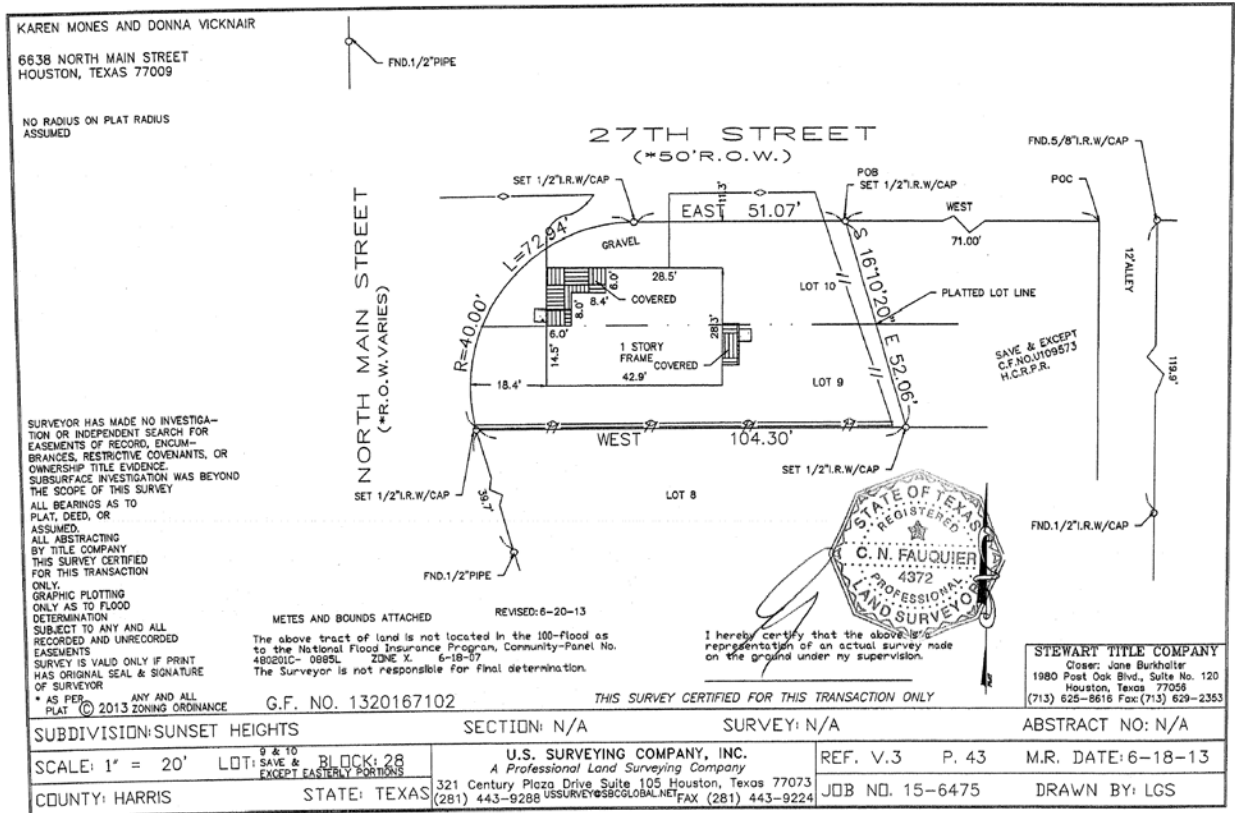 KAREN MONES AND DONNA VICKNAIR
6638 NORTH MAIN STREET
HOUSTON, TEXAS 77009
NO RADIUS ON PLAT RADIUS
ASSUMED
FND.1/2"PIPE
27TH STREET
(*50'R.O.W.)
FND.5/8"I.R.W/CAP
SET 1/2"I.R.W/CAP
POB
SET 1/2"I.R.W/CAP
POC
11.3'
EAST 51.07'
WEST
71.00'
NORTH MAIN STREET
(*R.O.W.VARIES)
L=72.94'
R=40.00'
GRAVEL
S 16°10'20" E 52.06'
12'ALLEY
28.5'
6.0'
8.4'
COVERED
8.0'
6.0'
LOT 10
PLATTED LOT LINE
14.5'
1 STORY
FRAME
COVERED
28.3'
42.9'
18.4'
LOT 9
SAVE & EXCEPT
C.F.NO.U109573
H.C.R.P.R.
119.9'
WEST 104.30'
SET 1/2"I.R.W/CAP
SET 1/2"I.R.W/CAP
39.7'
LOT 8
FND.1/2"PIPE
FND.1/2"I.R.W/CAP
SURVEYOR HAS MADE NO INVESTIGA-
TION OR INDEPENDENT SEARCH FOR
EASEMENTS OF RECORD, ENCUM-
BRANCES, RESTRICTIVE COVENANTS, OR
OWNERSHIP TITLE EVIDENCE.
SUBSURFACE INVESTIGATION WAS BEYOND
THE SCOPE OF THIS SURVEY
ALL BEARINGS AS TO
PLAT, DEED, OR
ASSUMED.
ALL ABSTRACTING
BY TITLE COMPANY
THIS SURVEY CERTIFIED
FOR THIS TRANSACTION
ONLY.
GRAPHIC PLOTTING
ONLY AS TO FLOOD
DETERMINATION
SUBJECT TO ANY AND ALL
RECORDED AND UNRECORDED
EASEMENTS
SURVEY IS VALID ONLY IF PRINT
HAS ORIGINAL SEAL & SIGNATURE
OF SURVEYOR
* AS PER PLAT
© 2013
ANY AND ALL
ZONING ORDINANCE
STATE OF TEXAS
REGISTERED
C. N. FAUQUIER
4372
PROFESSIONAL
LAND SURVEYOR
METES AND BOUNDS ATTACHED
REVISED:6-20-13
The above tract of land is not located in the 100-flood as
to the National Flood Insurance Program, Community-Panel No.
480201C- 0885L ZONE X. 6-18-07
The Surveyor is not responsible for final determination.
I hereby certify that the above is a
representation of an actual survey made
on the ground under my supervision.
STEWART TITLE COMPANY
Closer: Jane Burkhalter
1980 Post Oak Blvd., Suite No. 120
Houston, Texas 77056
(713) 625-8616 Fax:(713) 629-2353
G.F. NO. 1320167102
THIS SURVEY CERTIFIED FOR THIS TRANSACTION ONLY
SUBDIVISION:SUNSET HEIGHTS SECTION: N/A SURVEY: N/A ABSTRACT NO: N/A
SCALE: 1" = 20' LOT: 9 & 10 SAVE & EXCEPT EASTERLY PORTIONS BLOCK: 28
U.S. SURVEYING COMPANY, INC.
A Professional Land Surveying Company
321 Century Plaza Drive Suite 105 Houston, Texas 77073
(281) 443-9288 USSURVEY@SBCGLOBAL.NET FAX (281) 443-9224
REF. V.3 P. 43 M.R. DATE: 6-18-13
COUNTY: HARRIS STATE: TEXAS
JOB NO. 15-6475 DRAWN BY: LGS